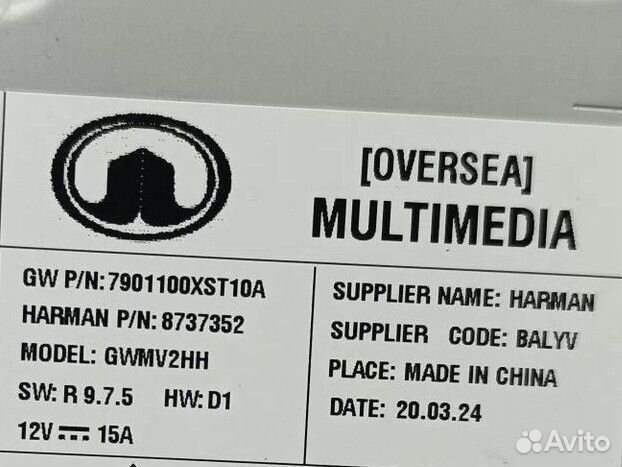 [OVERSEA]
MULTIMEDIA
GW P/N: 7901100XST10A
HARMAN P/N: 8737352
MODEL: GWMV2HH
SW: R 9.7.5 HW: D1
12V 15A
SUPPLIER NAME: HARMAN
SUPPLIER CODE: BALYV
PLACE: MADE IN CHINA
DATE: 20.03.24
Avito